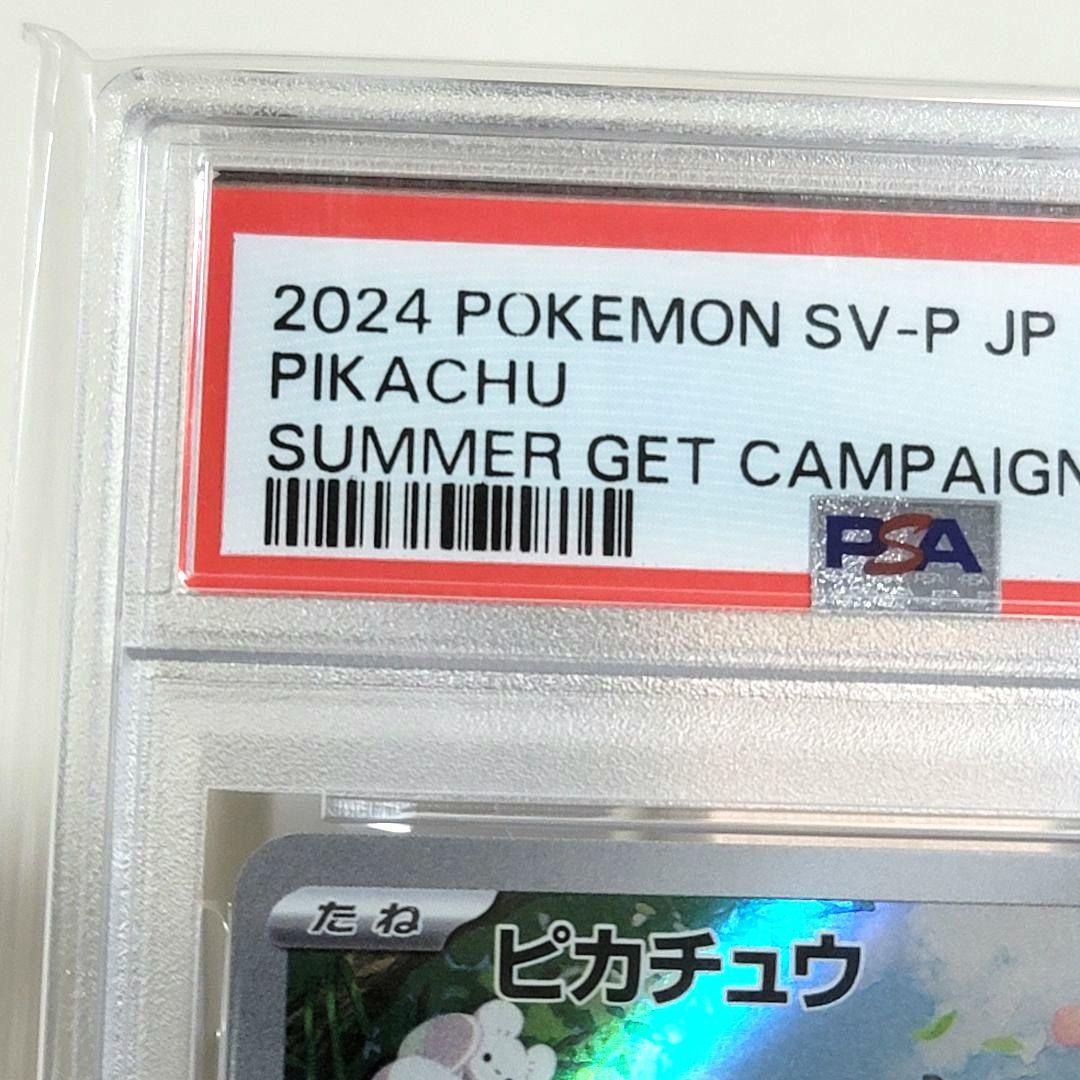 2024 POKEMON SV-P JP
PIKACHU
SUMMER GET CAMPAIGN
PSA
たね
ピカチュウ